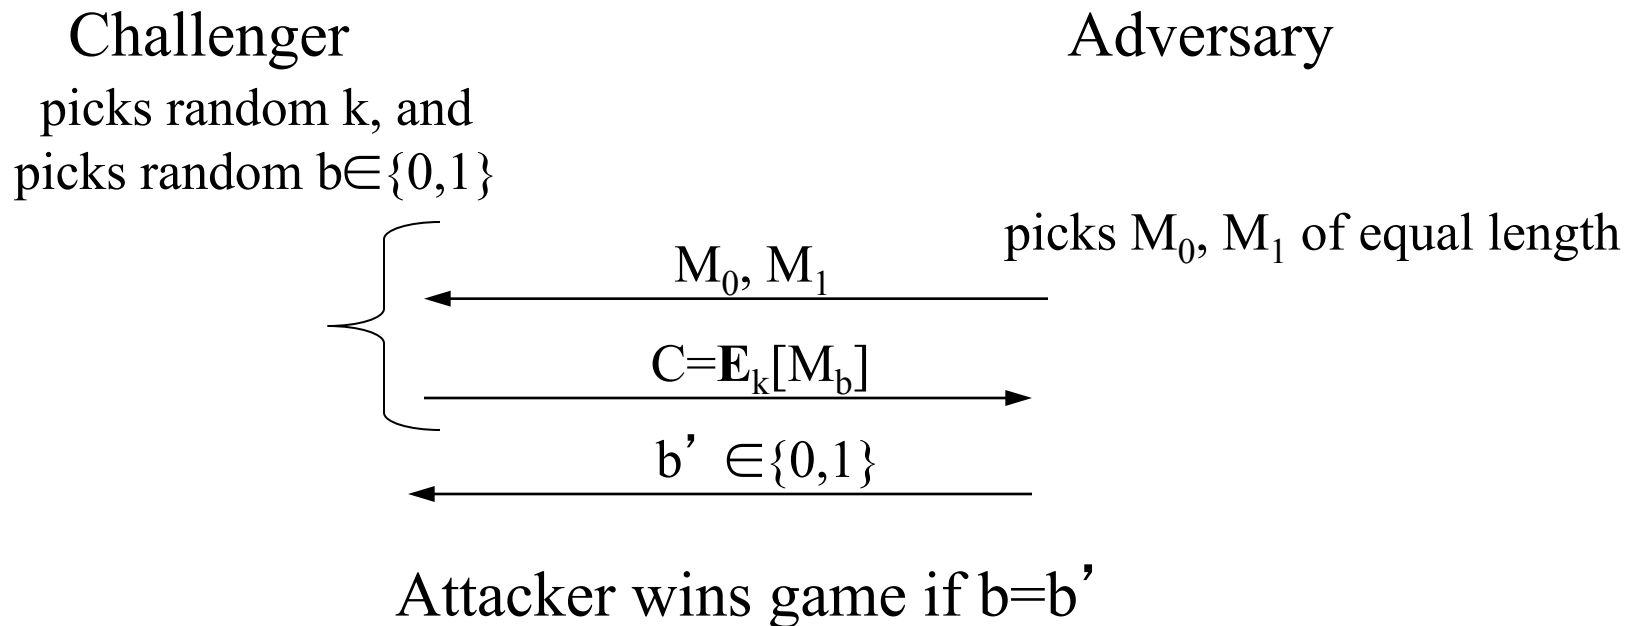 Challenger
Adversary
picks random k, and
picks random b∈{0,1}
picks M₀, M₁ of equal length
M₀, M₁
C=Eₖ[M_b]
b’ ∈{0,1}
Attacker wins game if b=b’